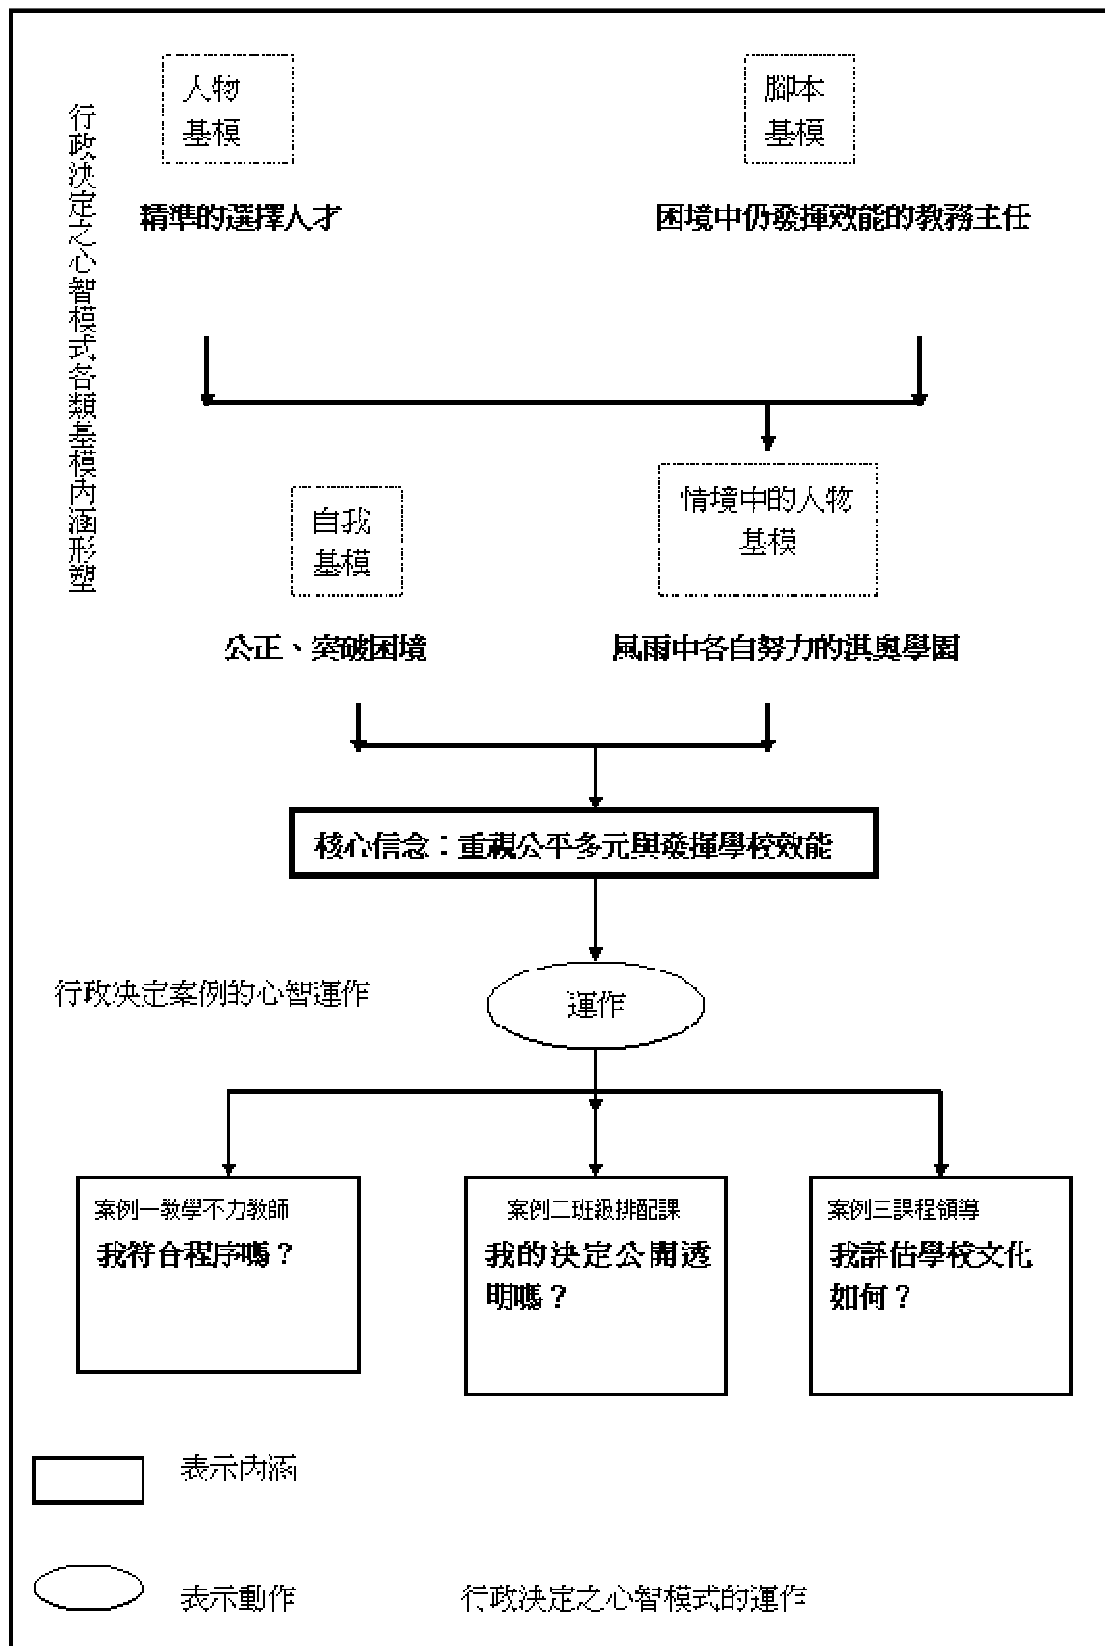 行政決定之心智模式各類基模內涵形塑
人物
基模
腳本
基模
精準的選擇人才
困境中仍發揮效能的教務主任
自我
基模
情境中的人物
基模
公正、突破困境
風雨中各自努力的淇奧學園
核心信念：重視公平多元與發揮學校效能
行政決定案例的心智運作
運作
案例一教學不力教師
我符合程序嗎？
案例二班級排配課
我的決定公開透
明嗎？
案例三課程領導
我評估學校文化
如何？
表示內涵
表示動作
行政決定之心智模式的運作